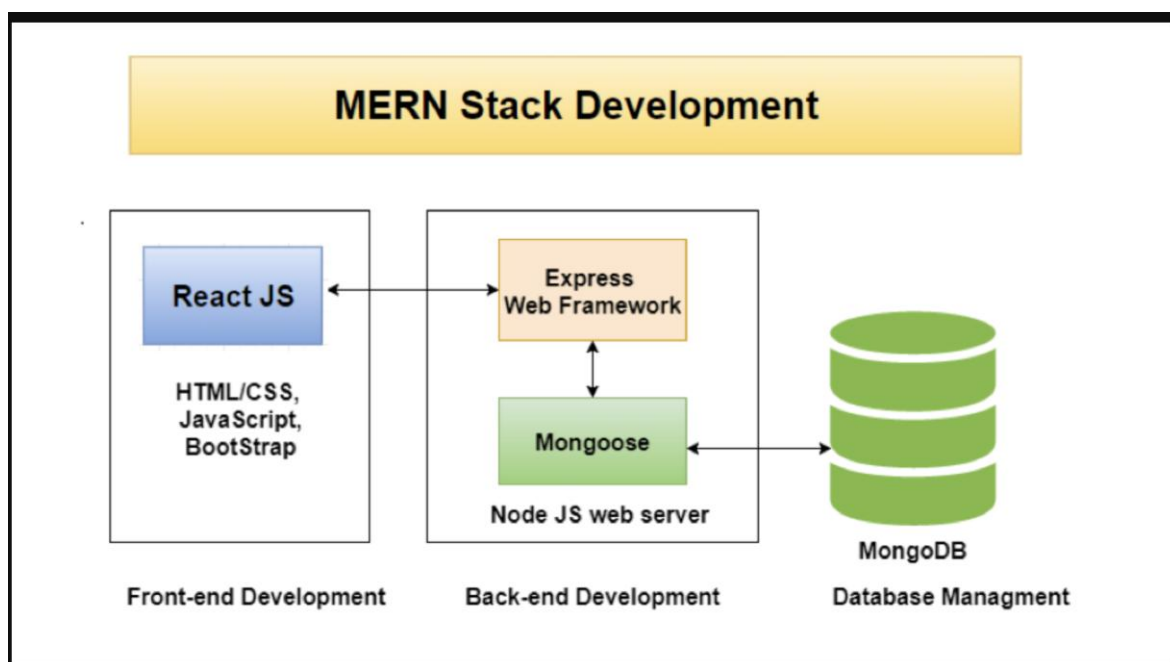 MERN Stack Development
React JS
HTML/CSS,
JavaScript,
BootStrap
Front-end Development
Express
Web Framework
Mongoose
Node JS web server
Back-end Development
MongoDB
Database Managment